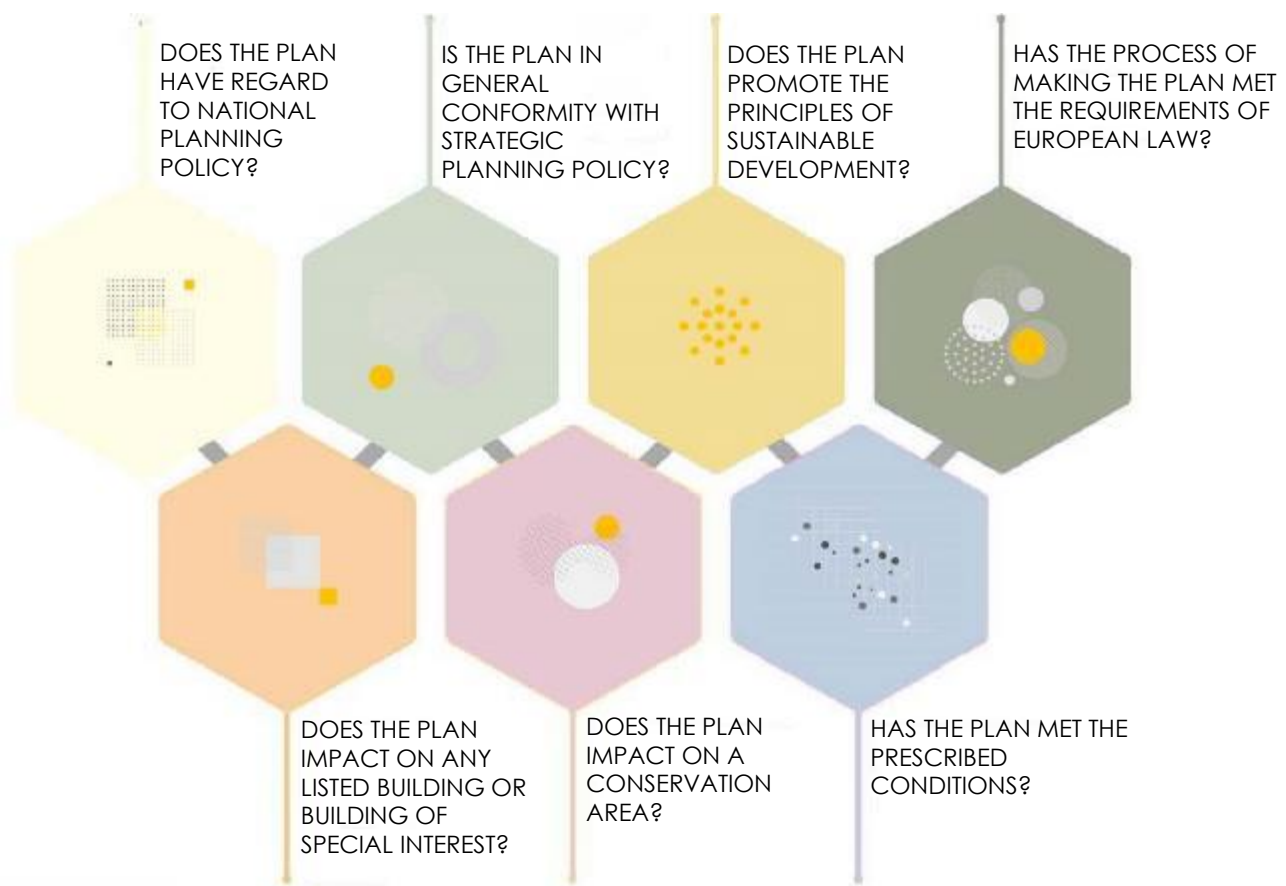 DOES THE PLAN
HAVE REGARD
TO NATIONAL
PLANNING
POLICY?
IS THE PLAN IN
GENERAL
CONFORMITY WITH
STRATEGIC
PLANNING POLICY?
DOES THE PLAN
PROMOTE THE
PRINCIPLES OF
SUSTAINABLE
DEVELOPMENT?
HAS THE PROCESS OF
MAKING THE PLAN MET
THE REQUIREMENTS OF
EUROPEAN LAW?
DOES THE PLAN
IMPACT ON ANY
LISTED BUILDING OR
BUILDING OF
SPECIAL INTEREST?
DOES THE PLAN
IMPACT ON A
CONSERVATION
AREA?
HAS THE PLAN MET THE
PRESCRIBED
CONDITIONS?